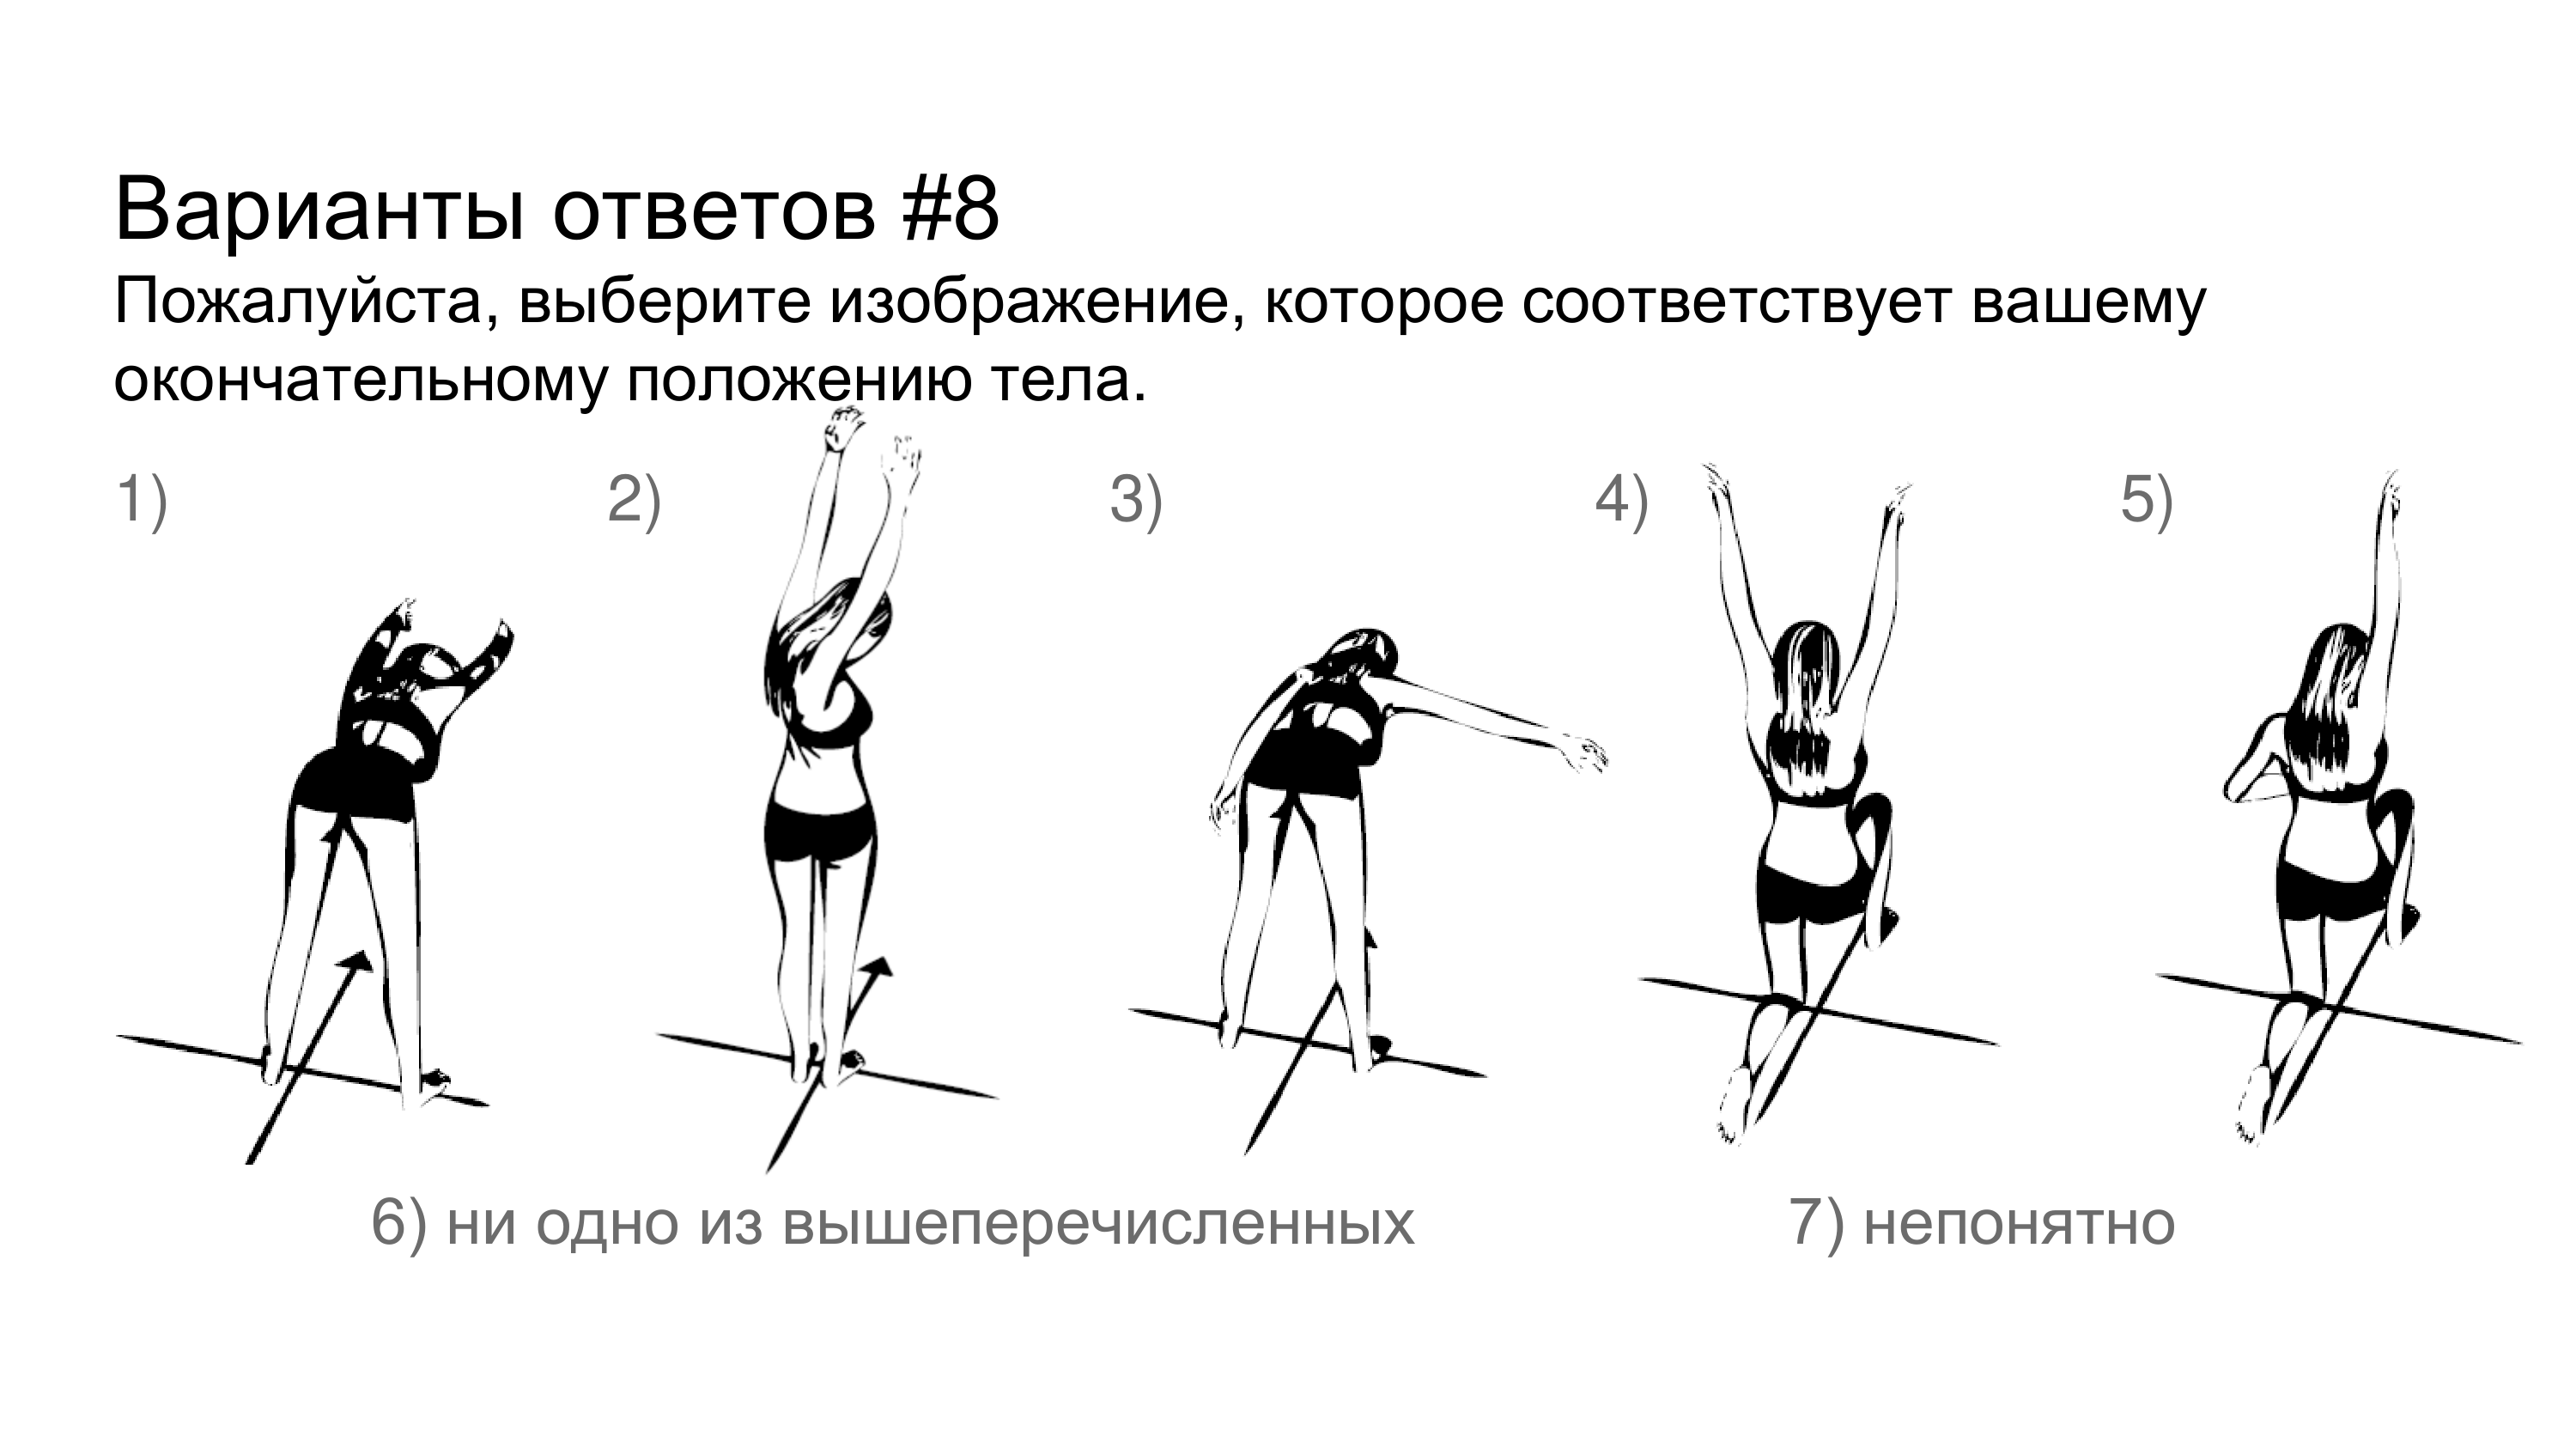 Варианты ответов #8
Пожалуйста, выберите изображение, которое соответствует вашему
окончательному положению тела.
1) 2) 3) 4) 5)
6) ни одно из вышеперечисленных 7) непонятно